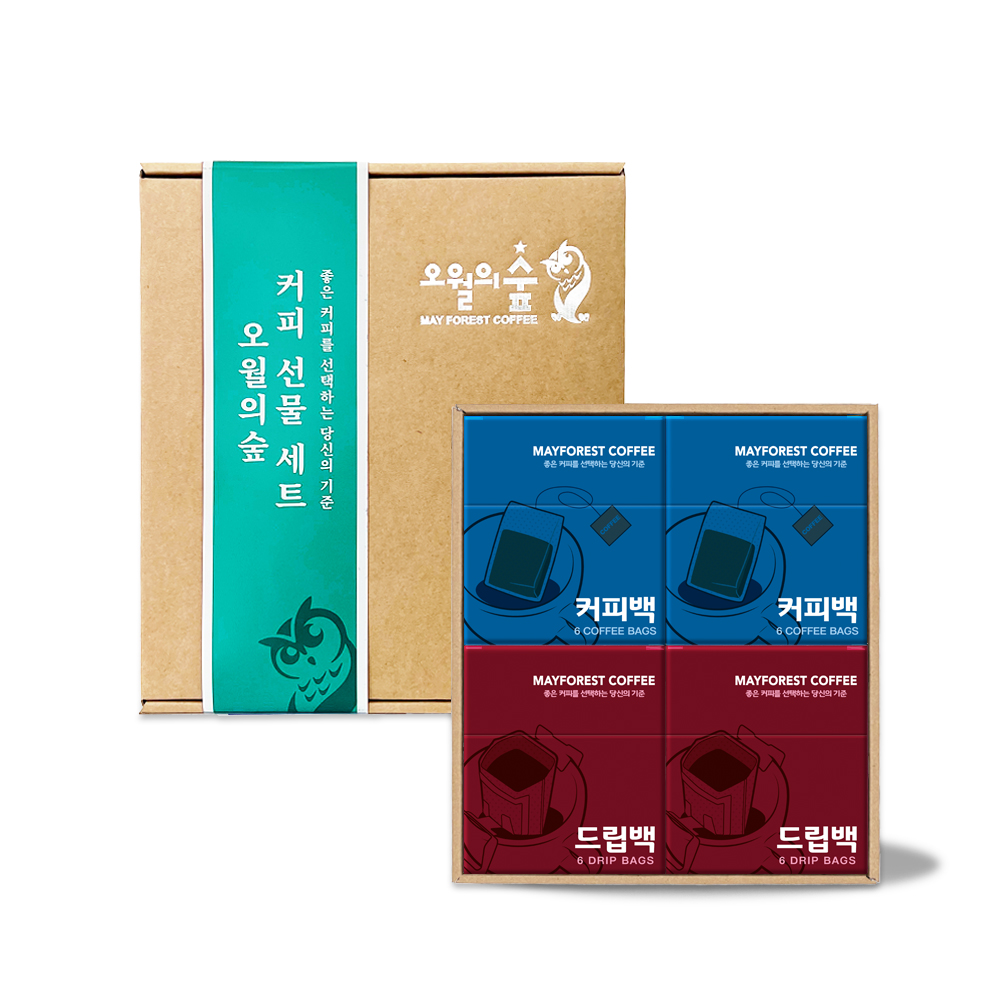 좋은 커피를 선택하는 당신의 기준
커피 선물 세트
오월의숲
오월의숲
MAY FOREST COFFEE
MAYFOREST COFFEE
좋은 커피를 선택하는 당신의 기준
COFFEE
커피백
6 COFFEE BAGS
MAYFOREST COFFEE
좋은 커피를 선택하는 당신의 기준
COFFEE
커피백
6 COFFEE BAGS
MAYFOREST COFFEE
좋은 커피를 선택하는 당신의 기준
드립백
6 DRIP BAGS
MAYFOREST COFFEE
좋은 커피를 선택하는 당신의 기준
드립백
6 DRIP BAGS